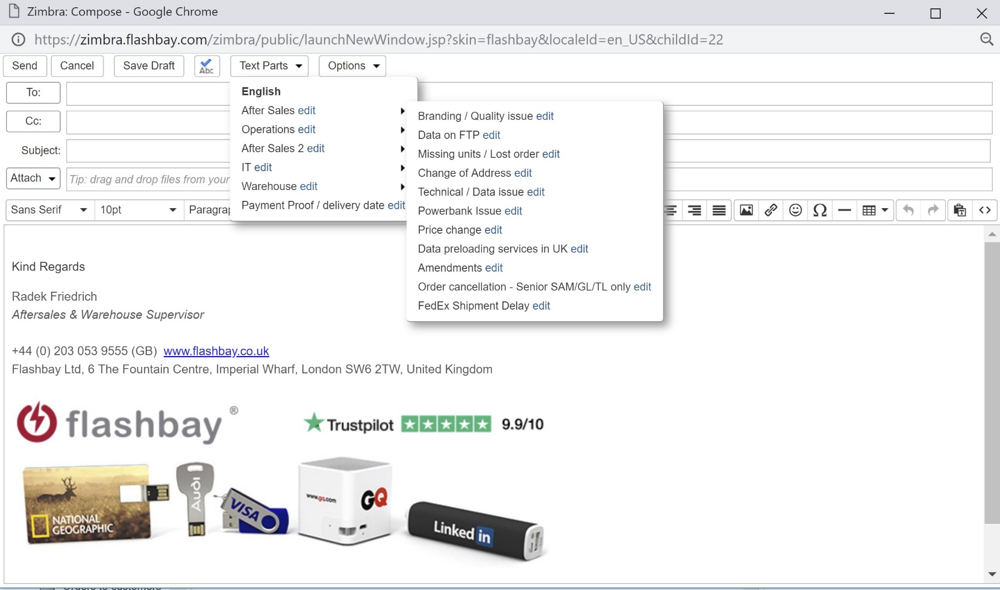 Zimbra: Compose - Google Chrome
https://zimbra.flashbay.com/zimbra/public/launchNewWindow.jsp?skin=flashbay&localeId=en_US&childId=22
Send Cancel Save Draft Abc Text Parts Options
To:
Cc:
Subject:
Attach Tip: drag and drop files from your
Sans Serif 10pt Paragrap
English
After Sales edit
Operations edit
After Sales 2 edit
IT edit
Warehouse edit
Payment Proof / delivery date edit
Branding / Quality issue edit
Data on FTP edit
Missing units / Lost order edit
Change of Address edit
Technical / Data issue edit
Powerbank Issue edit
Price change edit
Data preloading services in UK edit
Amendments edit
Order cancellation - Senior SAM/GL/TL only edit
FedEx Shipment Delay edit
Kind Regards
Radek Friedrich
Aftersales & Warehouse Supervisor
+44 (0) 203 053 9555 (GB) www.flashbay.co.uk
Flashbay Ltd, 6 The Fountain Centre, Imperial Wharf, London SW6 2TW, United Kingdom
flashbay ®
Trustpilot 9.9/10
NATIONAL
GEOGRAPHIC
Audi
VISA
www.gq.com
GQ
Linked in
Orders to customers